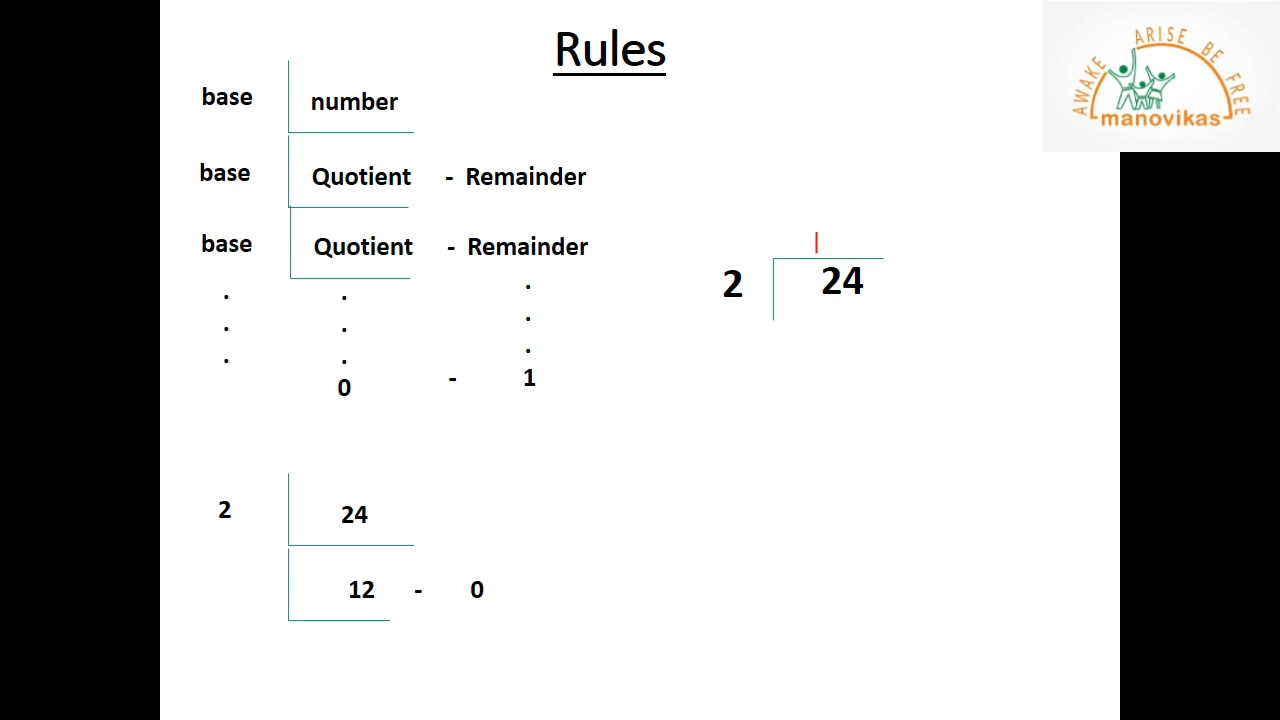 Rules
AWAKE ARISE BE FREE
manovikas
base number
base Quotient - Remainder
base Quotient - Remainder
. . .
. . .
. . .
0 - 1
1
2 24
2 24
12 - 0